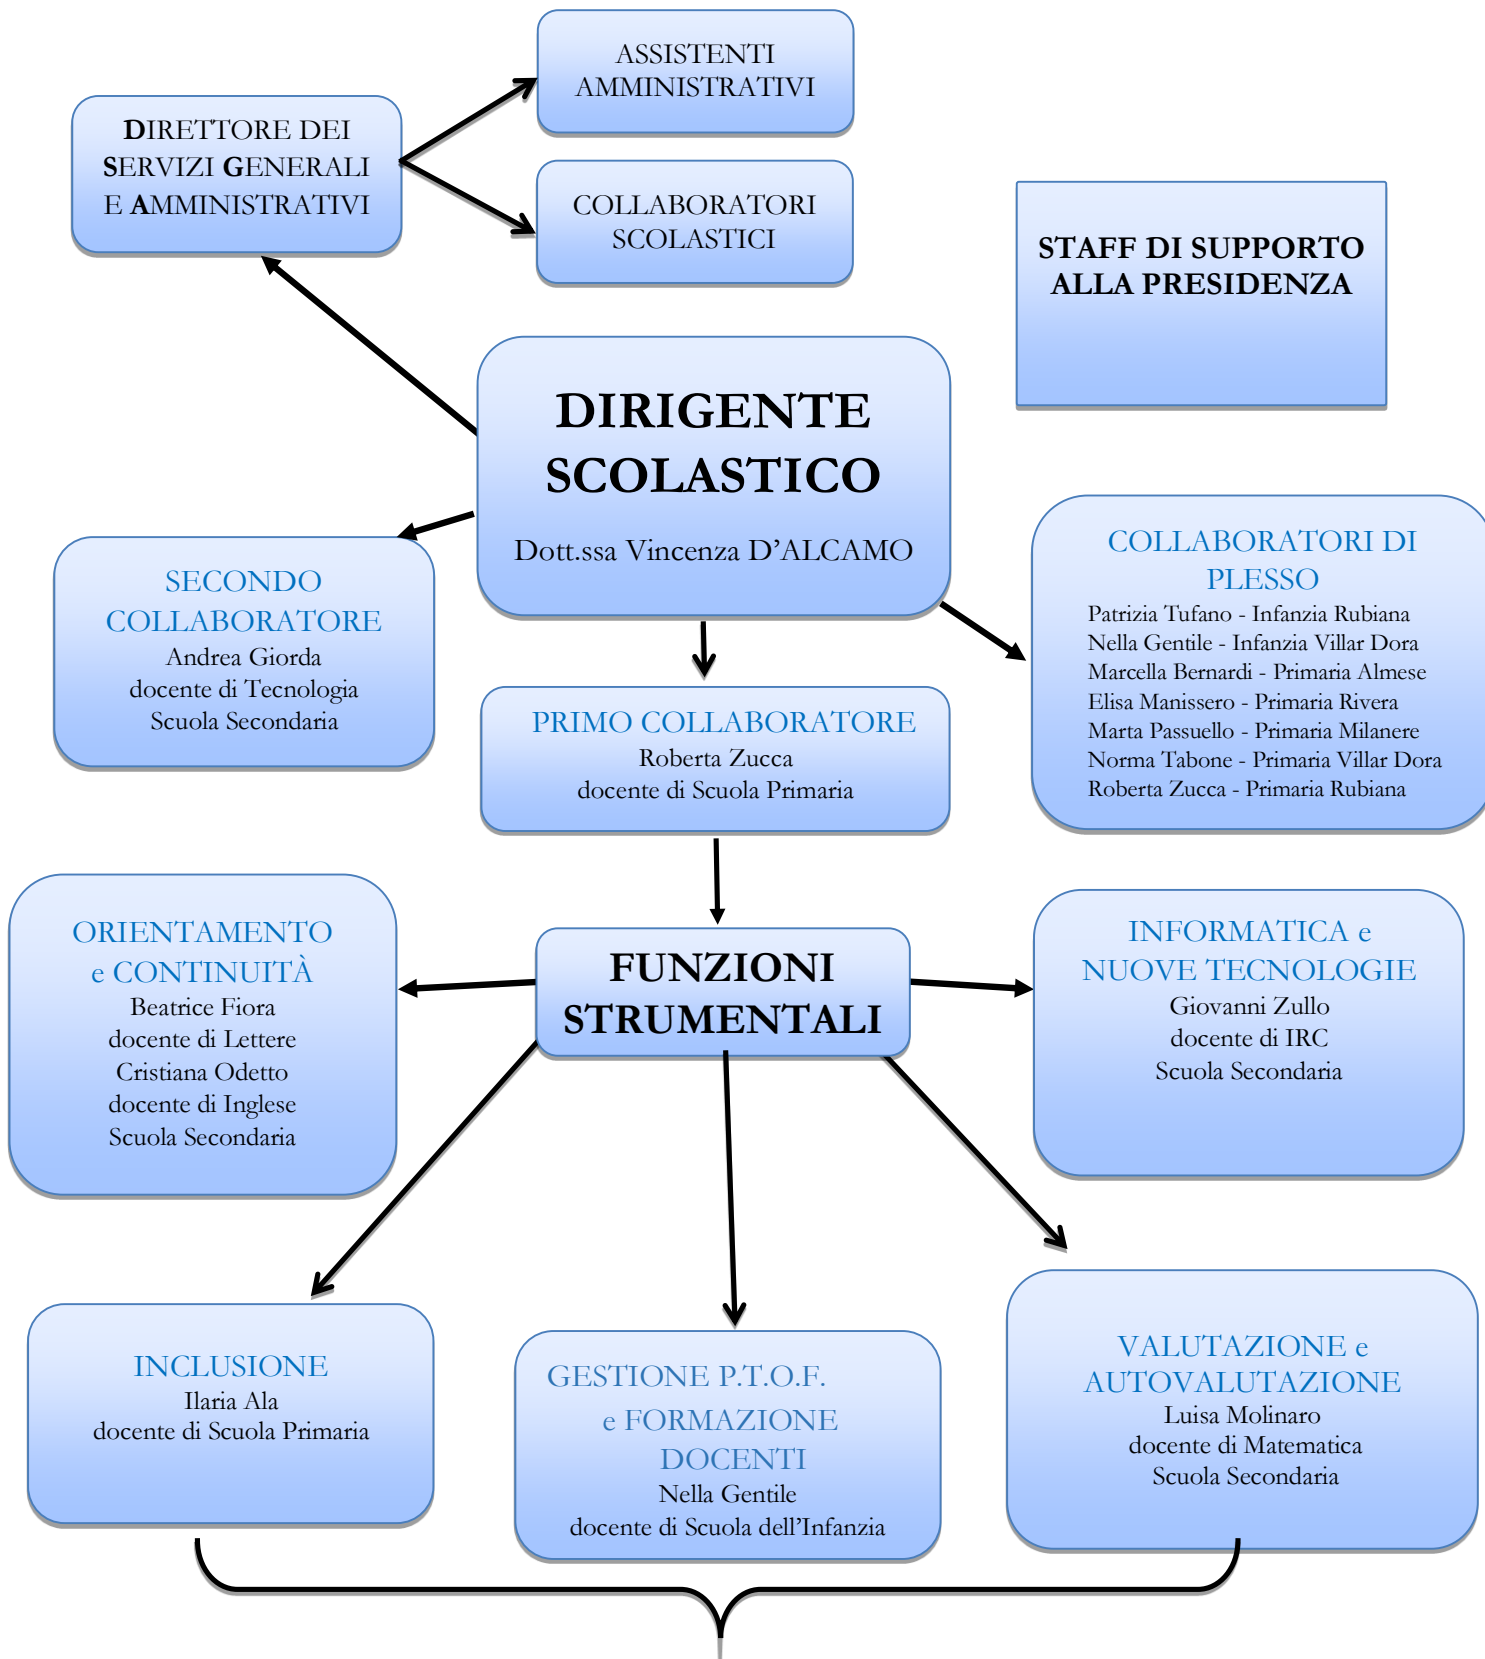 ASSISTENTI
AMMINISTRATIVI
DIRETTORE DEI
SERVIZI GENERALI
E AMMINISTRATIVI
COLLABORATORI
SCOLASTICI
STAFF DI SUPPORTO
ALLA PRESIDENZA
DIRIGENTE
SCOLASTICO
Dott.ssa Vincenza D’ALCAMO
SECONDO
COLLABORATORE
Andrea Giorda
docente di Tecnologia
Scuola Secondaria
COLLABORATORI DI
PLESSO
Patrizia Tufano - Infanzia Rubiana
Nella Gentile - Infanzia Villar Dora
Marcella Bernardi - Primaria Almese
Elisa Manissero - Primaria Rivera
Marta Passuello - Primaria Milanere
Norma Tabone - Primaria Villar Dora
Roberta Zucca - Primaria Rubiana
PRIMO COLLABORATORE
Roberta Zucca
docente di Scuola Primaria
ORIENTAMENTO
e CONTINUITÀ
Beatrice Fiora
docente di Lettere
Cristiana Odetto
docente di Inglese
Scuola Secondaria
FUNZIONI
STRUMENTALI
INFORMATICA e
NUOVE TECNOLOGIE
Giovanni Zullo
docente di IRC
Scuola Secondaria
INCLUSIONE
Ilaria Ala
docente di Scuola Primaria
GESTIONE P.T.O.F.
e FORMAZIONE
DOCENTI
Nella Gentile
docente di Scuola dell’Infanzia
VALUTAZIONE e
AUTOVALUTAZIONE
Luisa Molinaro
docente di Matematica
Scuola Secondaria